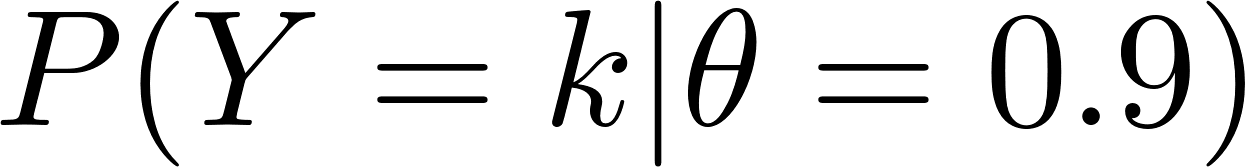 P(Y = k|θ = 0.9)